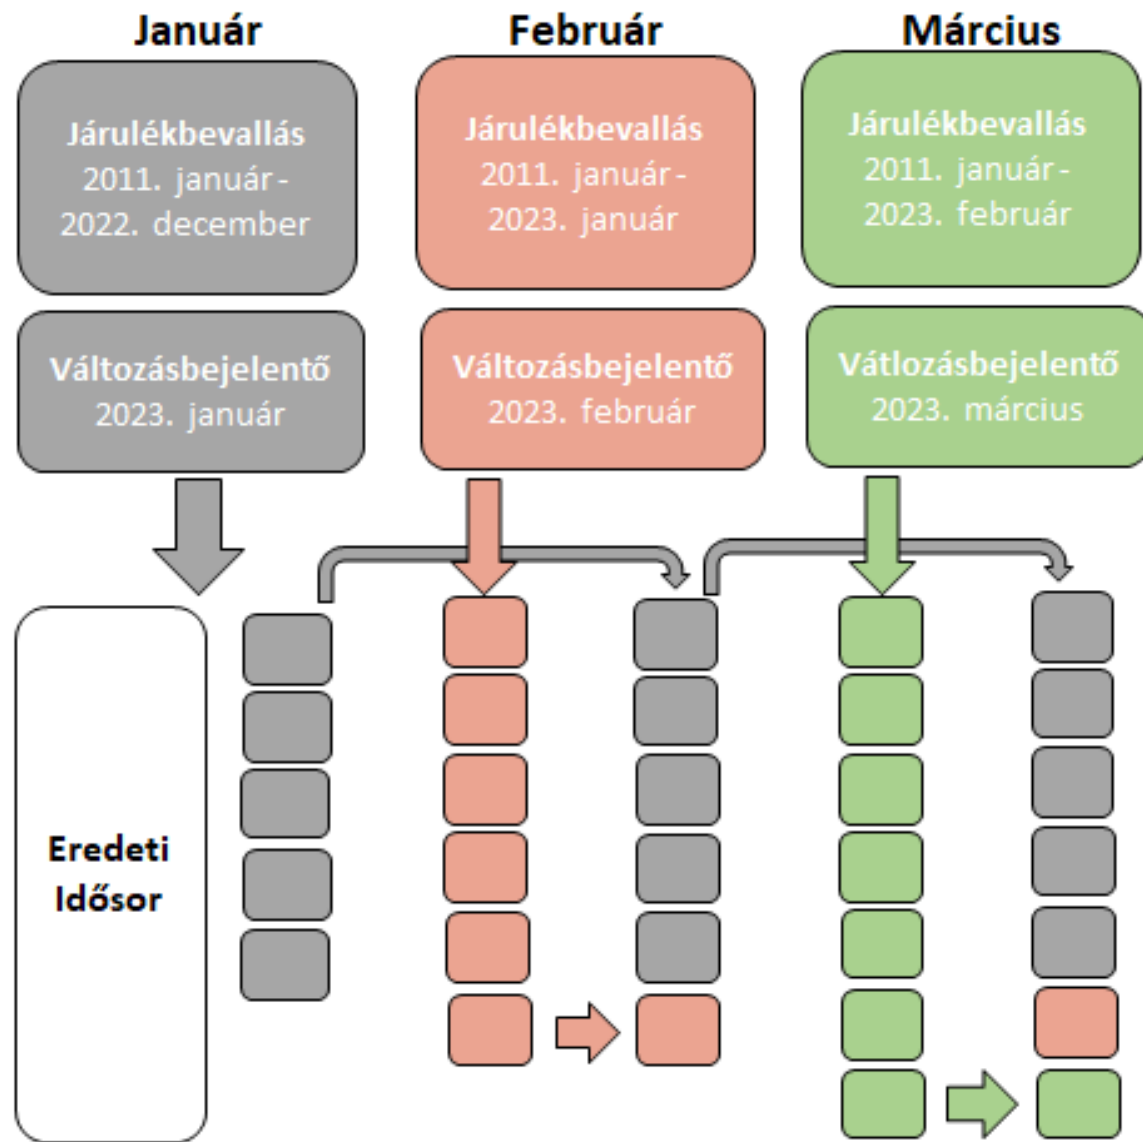 Január
Február
Március
Járulékbevallás
2011. január-
2022. december
Járulékbevallás
2011. január-
2023. január
Járulékbevallás
2011. január-
2023. február
Változásbejelentő
2023. január
Változásbejelentő
2023. február
Vátlozásbejelentő
2023. március
Eredeti
Idősor